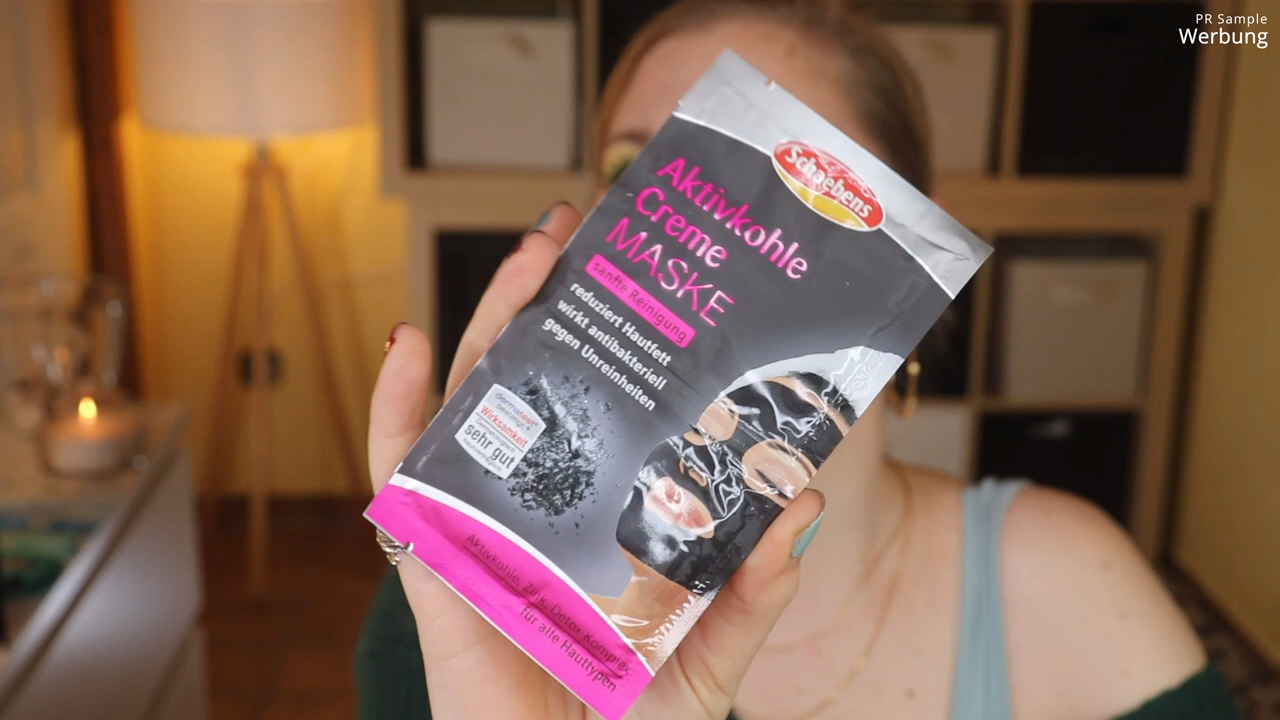 PR Sample
Werbung
Schaebens
Aktivkohle
Creme
MASKE
sanfte Reinigung
reduziert Hautfett
wirkt antibakteriell
gegen Unreinheiten
dermatest
Wirksamkeit
sehr gut
Aktivkohle, Zink, Detox-Komplex
für alle Hauttypen